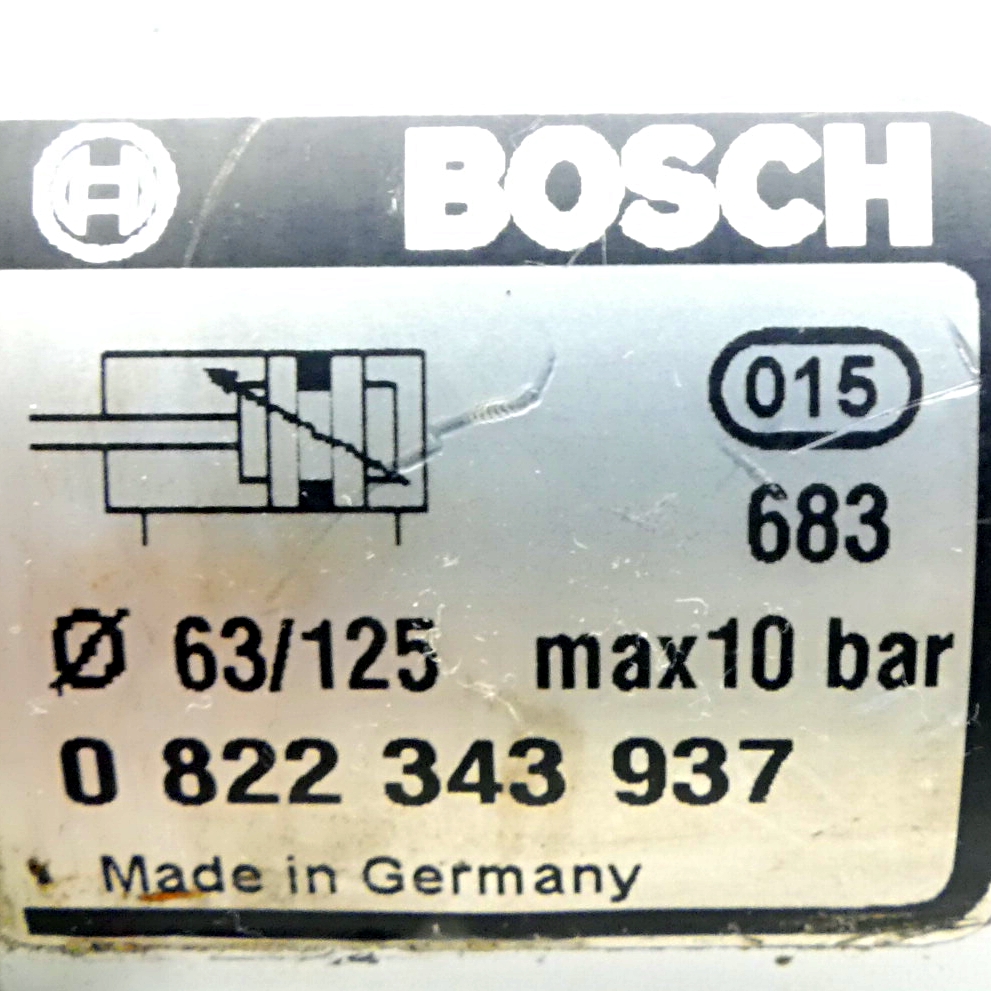 BOSCH
015
683
Ø 63/125 max10 bar
0 822 343 937
Made in Germany